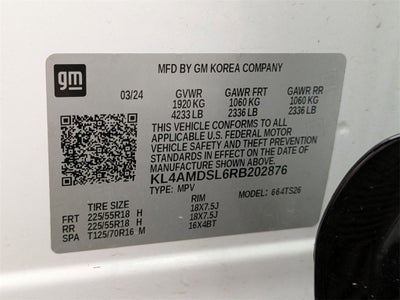 gm
MFD BY GM KOREA COMPANY
03/24 GVWR GAWR FRT GAWR RR
1920 KG 1060 KG 1060 KG
4233 LB 2336 LB 2336 LB
THIS VEHICLE CONFORMS TO ALL
APPLICABLE U.S. FEDERAL MOTOR
VEHICLE SAFETY AND THEFT PREVENTION
STANDARDS IN EFFECT ON THE DATE OF
MANUFACTURE SHOWN ABOVE.
KL4AMDSL6RB202876
TYPE: MPV MODEL: 664TS26
TIRE SIZE RIM
FRT 225/55R18 H 18X7.5J
RR 225/55R18 H 18X7.5J
SPA T125/70R16 M 16X4BT